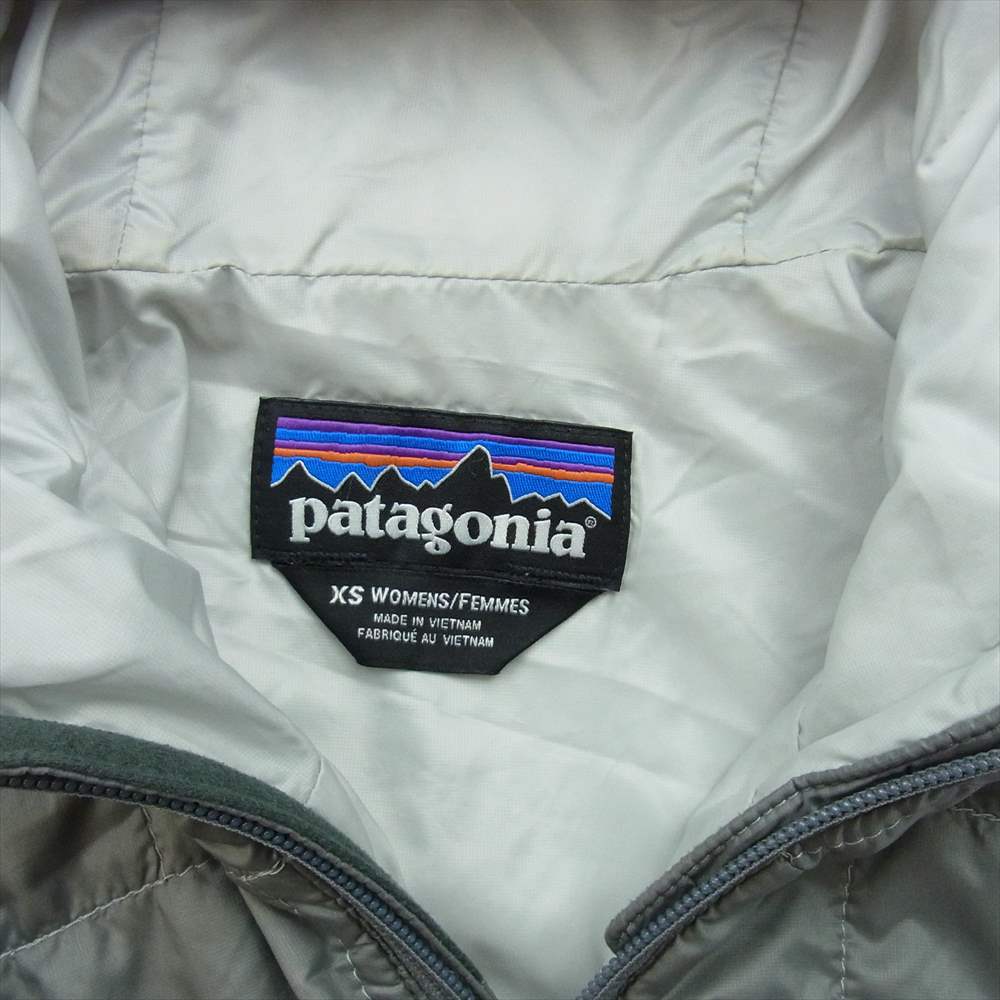 patagonia®
XS WOMENS/FEMMES
MADE IN VIETNAM
FABRIQUÉ AU VIETNAM